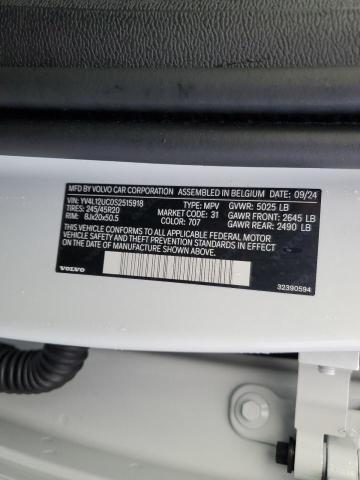 MFD BY VOLVO CAR CORPORATION ASSEMBLED IN BELGIUM 09/24
VIN: YV4L12UC0S2515918 TYPE: MPV GVWR: 5025 LB
TIRES: 245/45R20 MARKET CODE: 31 GAWR FRONT: 2645 LB
RIM: 8Jx20x50.5 COLOR: 707 GAWR REAR: 2490 LB
THIS VEHICLE CONFORMS TO ALL APPLICABLE FEDERAL MOTOR
VEHICLE SAFETY AND THEFT PREVENTION STANDARDS IN
EFFECT ON THE DATE OF MANUFACTURE SHOWN ABOVE.
VOLVO
32390594